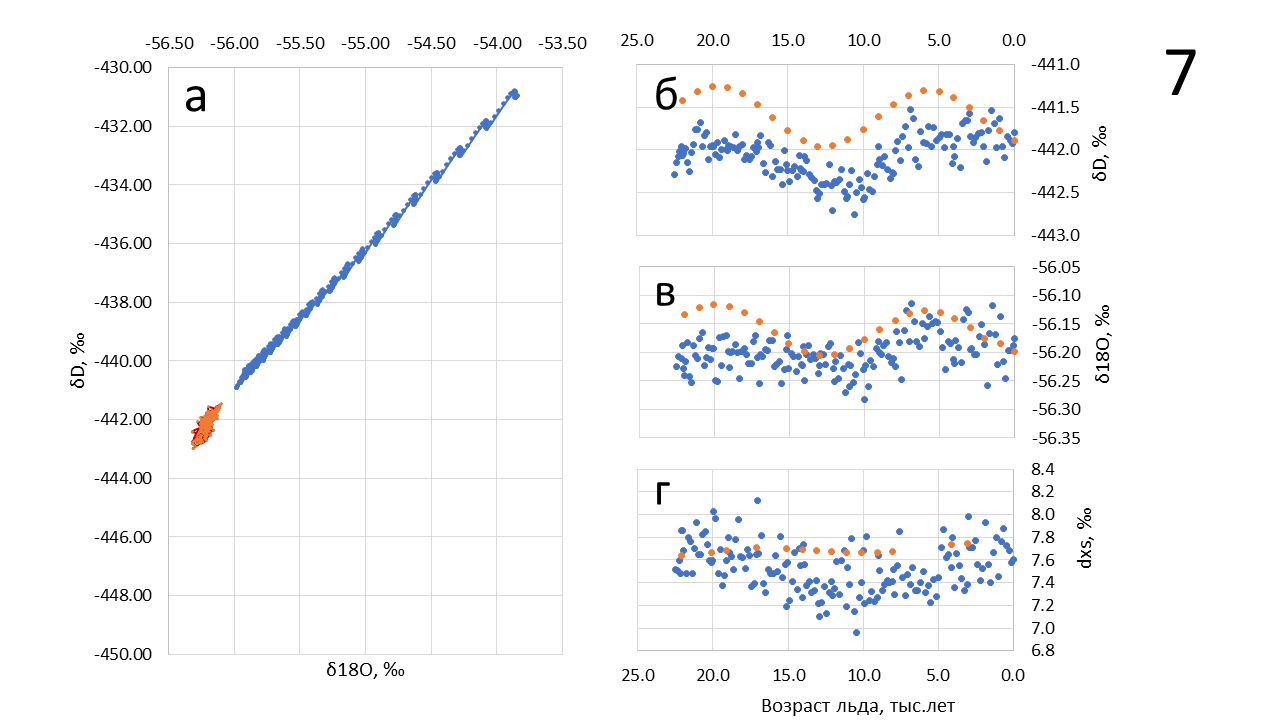 -56.50 -56.00 -55.50 -55.00 -54.50 -54.00 -53.50
-430.00
-432.00
-434.00
-436.00
-438.00
-440.00
-442.00
-444.00
-446.00
-448.00
-450.00
δD, ‰
δ18O, ‰
а
25.0 20.0 15.0 10.0 5.0 0.0
б
-441.0
-441.5
-442.0
-442.5
-443.0
δD, ‰
в
-56.05
-56.10
-56.15
-56.20
-56.25
-56.30
-56.35
δ18O, ‰
г
8.4
8.2
8.0
7.8
7.6
7.4
7.2
7.0
6.8
dxs, ‰
25.0 20.0 15.0 10.0 5.0 0.0
Возраст льда, тыс.лет
7